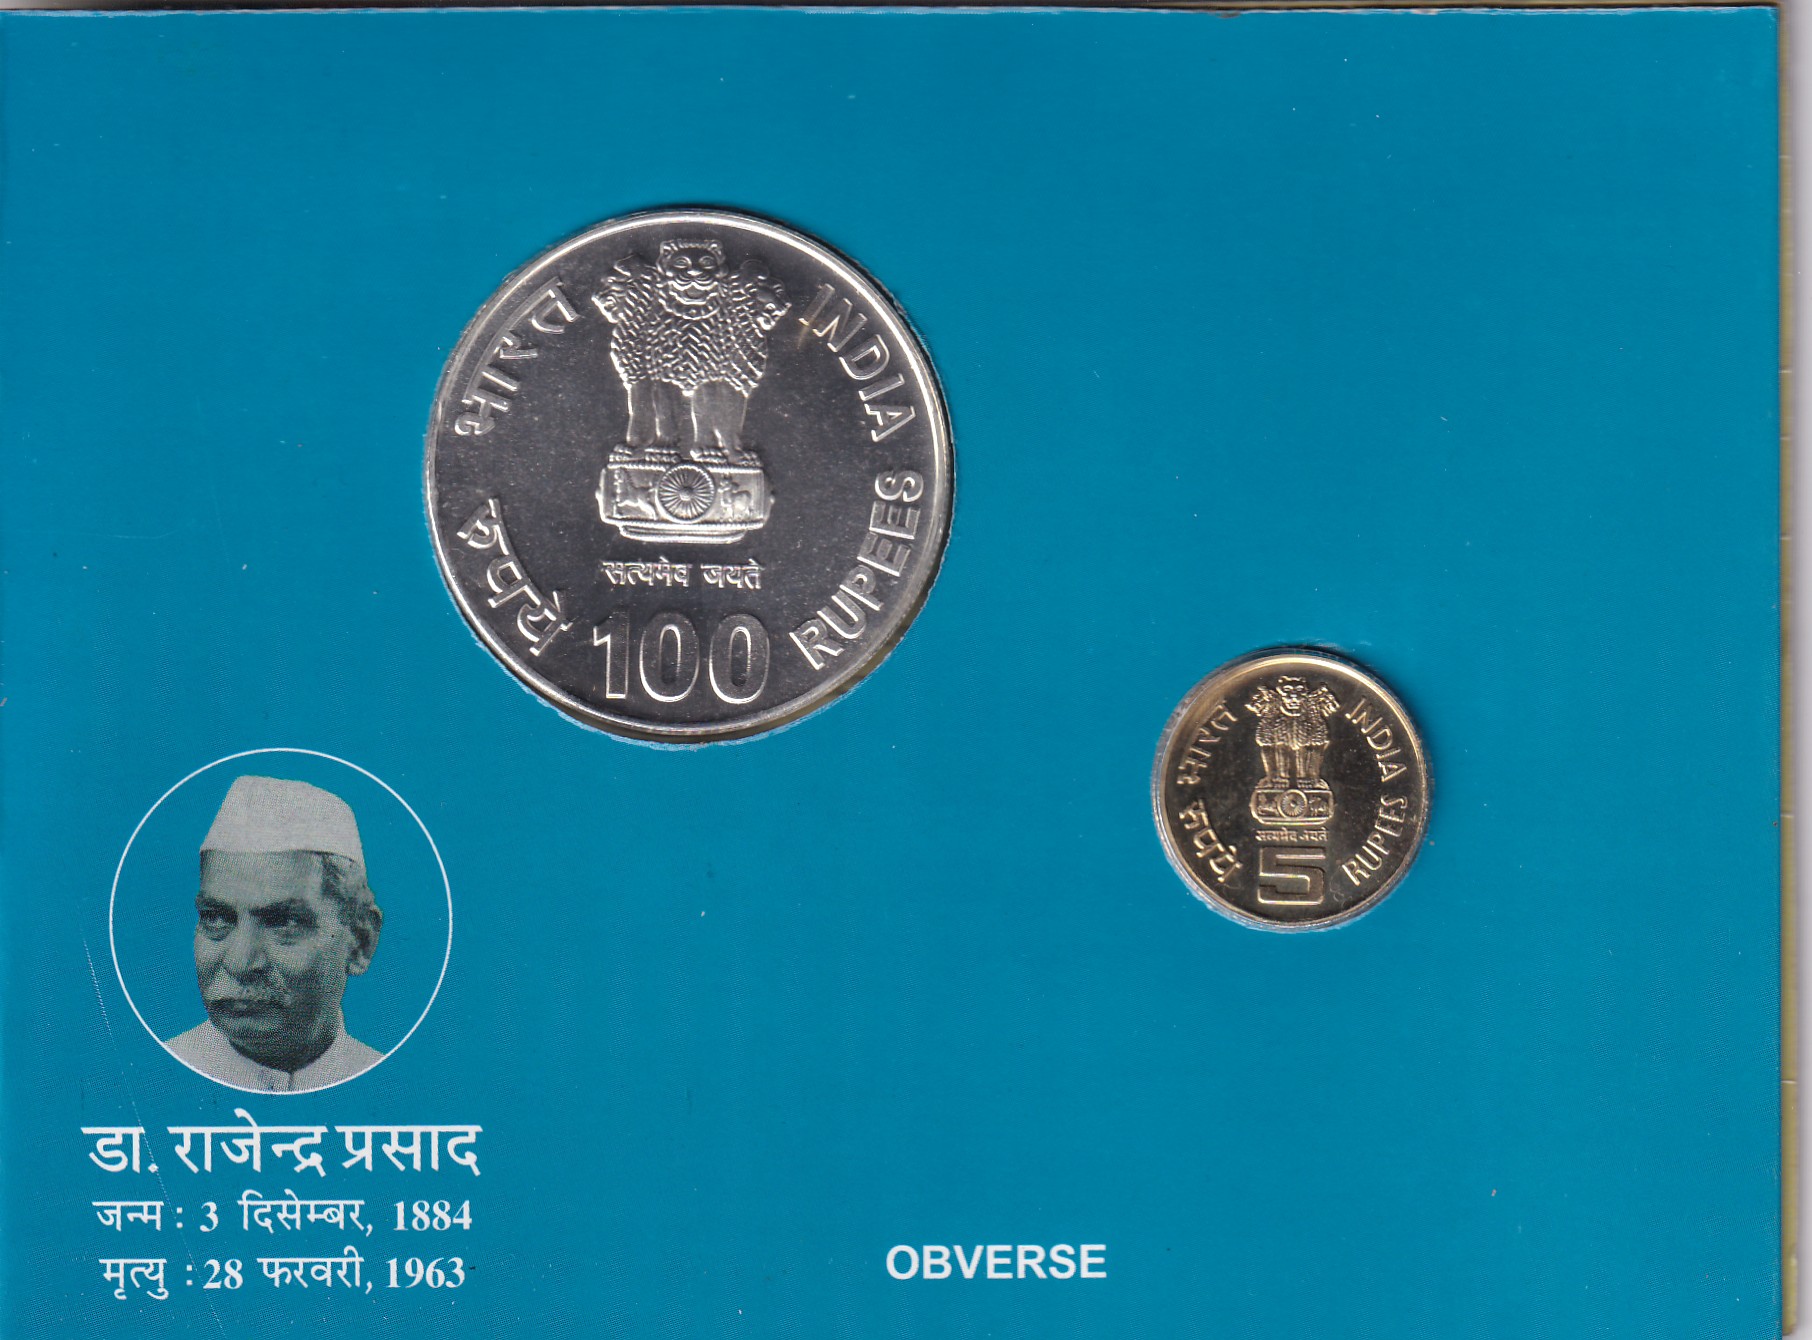 भारत
INDIA
रुपये
RUPEES
सत्यमेव जयते
100
भारत
INDIA
रुपये
RUPEES
सत्यमेव जयते
5
डा. राजेन्द्र प्रसाद
जन्म : 3 दिसेम्बर, 1884
मृत्यु : 28 फरवरी, 1963
OBVERSE